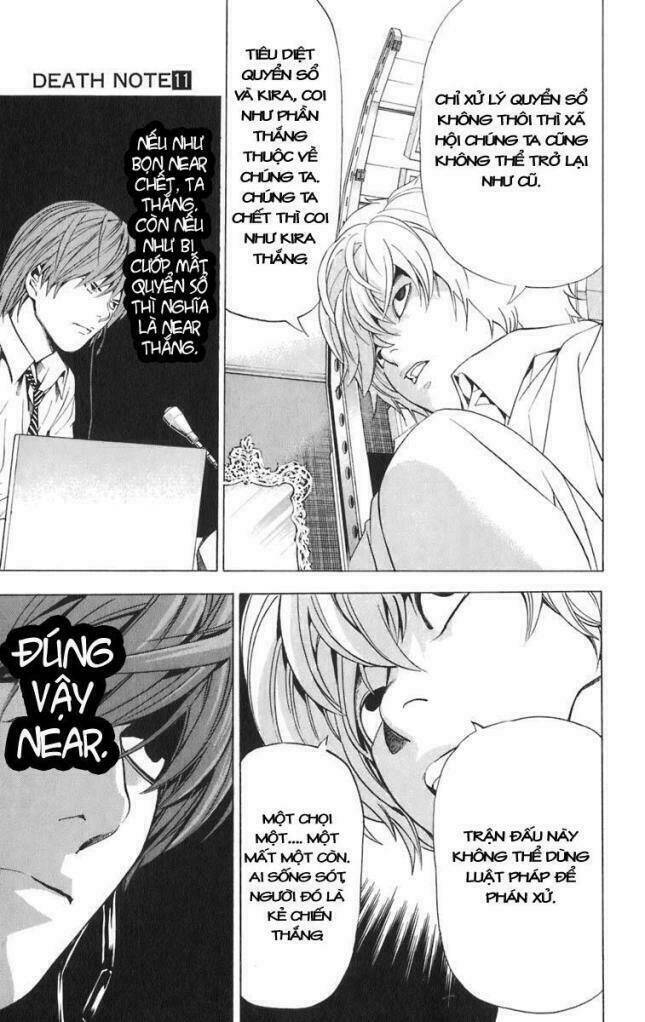 DEATH NOTE 11
CHỈ XỬ LÝ QUYỂN SỔ
KHÔNG THÔI THÌ XÃ
HỘI CHÚNG TA CŨNG
KHÔNG THỂ TRỞ LẠI
NHƯ CŨ.
TIÊU DIỆT
QUYỂN SỔ
VÀ KIRA, COI
NHƯ PHẦN
THẮNG
THUỘC VỀ
CHÚNG TA.
CHÚNG TA
CHẾT THÌ COI
NHƯ KIRA
THẮNG
NẾU NHƯ
BỌN NEAR
CHẾT, TA
THẮNG,
CÒN NẾU
NHƯ BỊ
CƯỚP MẤT
QUYỂN SỔ
THÌ NGHĨA
LÀ NEAR
THẮNG.
TRẬN ĐẤU NÀY
KHÔNG THỂ DÙNG
LUẬT PHÁP ĐỂ
PHÁN XỬ.
MỘT CHỌI
MỘT.... MỘT
MẤT MỘT CÒN.
AI SỐNG SÓT,
NGƯỜI ĐÓ LÀ
KẺ CHIẾN
THẮNG
ĐÚNG
VẬY
NEAR.